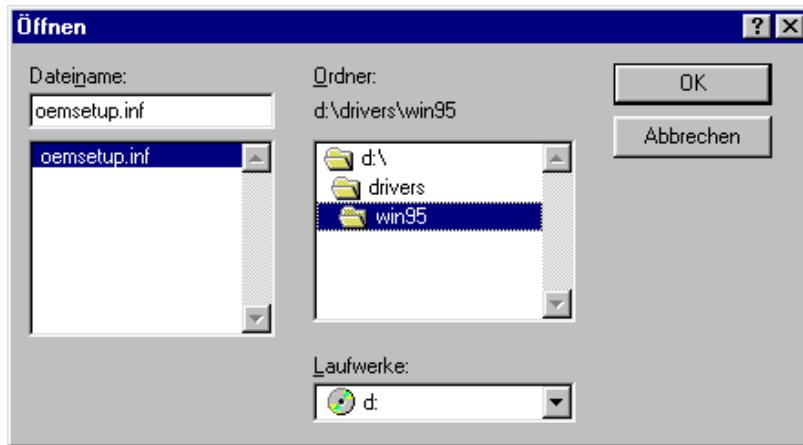 Öffnen
Dateiname:
oemsetup.inf
oemsetup.inf
Ordner:
d:\drivers\win95
d:\
drivers
win95
Laufwerke:
d:
OK
Abbrechen